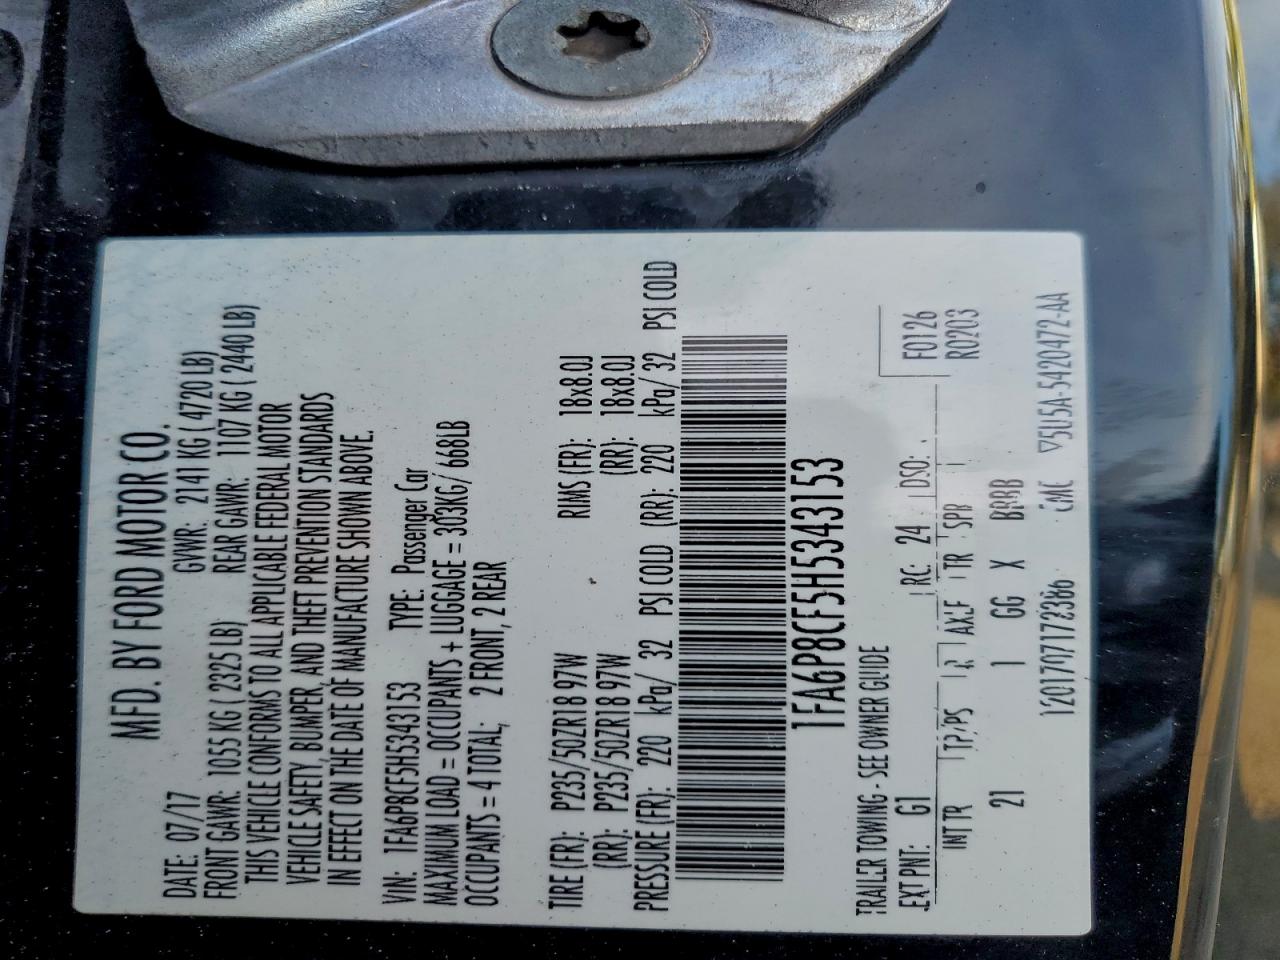 MFD. BY FORD MOTOR CO.
DATE: 07/17 GVWR: 2141 KG ( 4720 LB)
FRONT GAWR: 1055 KG ( 2325 LB) REAR GAWR: 1107 KG ( 2440 LB)
THIS VEHICLE CONFORMS TO ALL APPLICABLE FEDERAL MOTOR
VEHICLE SAFETY, BUMPER, AND THEFT PREVENTION STANDARDS
IN EFFECT ON THE DATE OF MANUFACTURE SHOWN ABOVE.
VIN: 1FA6P8CF5H5343153 TYPE: Passenger Car
MAXIMUM LOAD = OCCUPANTS + LUGGAGE = 303KG/ 668LB
OCCUPANTS = 4 TOTAL; 2 FRONT, 2 REAR
TIRE (FR): P235/50ZR18 97W RIMS (FR): 18x8.0J
(RR): P235/50ZR18 97W (RR): 18x8.0J
PRESSURE (FR): 220 kPa/ 32 PSI COLD (RR): 220 kPa/ 32 PSI COLD
1FA6P8CF5H5343153
TRAILER TOWING - SEE OWNER GUIDE
F0126
R0203
EXT PNT: G1 RC: 24 DSO:
INT TR TP/PS R AXLE TR SPR
21 1 GG X BRRB
120170717 CMC ▽5U5A-5420472-AA